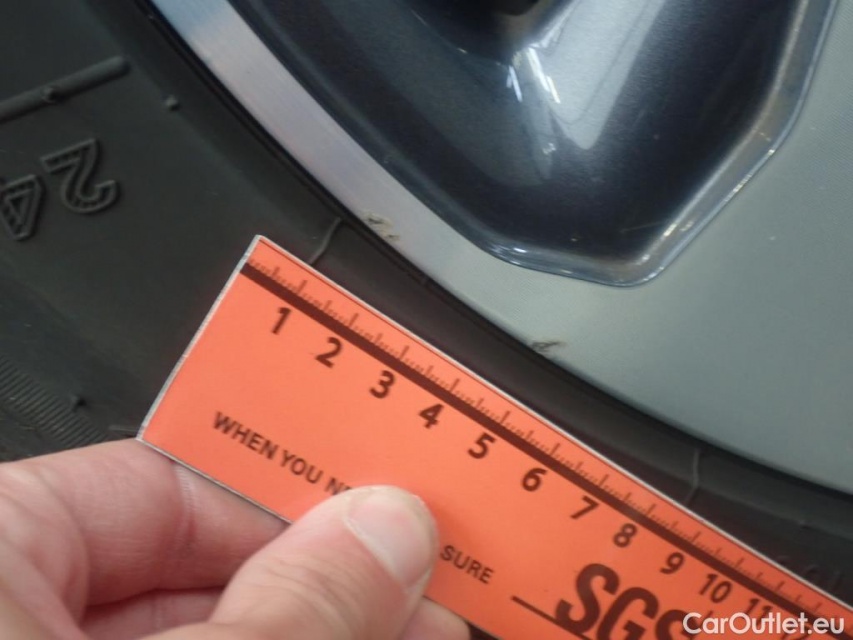 24
1 2 3 4 5 6 7 8 9 10 11
WHEN YOU
SURE
SGS
CarOutlet.eu